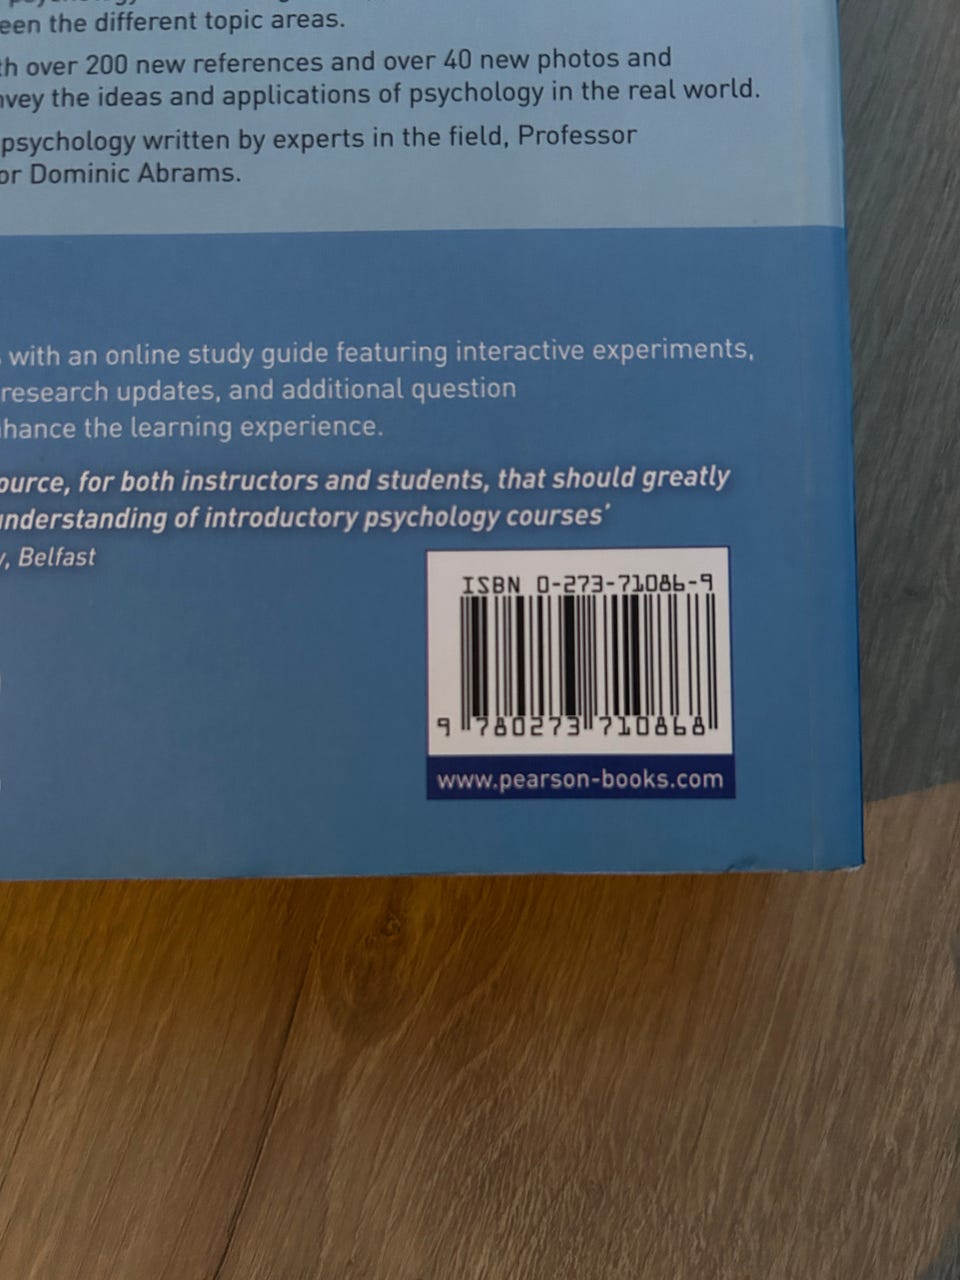 een the different topic areas.
th over 200 new references and over 40 new photos and
nvey the ideas and applications of psychology in the real world.
psychology written by experts in the field, Professor
or Dominic Abrams.
with an online study guide featuring interactive experiments,
research updates, and additional question
hance the learning experience.
ource, for both instructors and students, that should greatly
understanding of introductory psychology courses'
y, Belfast
ISBN 0-273-71086-9
9 780273 710868
www.pearson-books.com